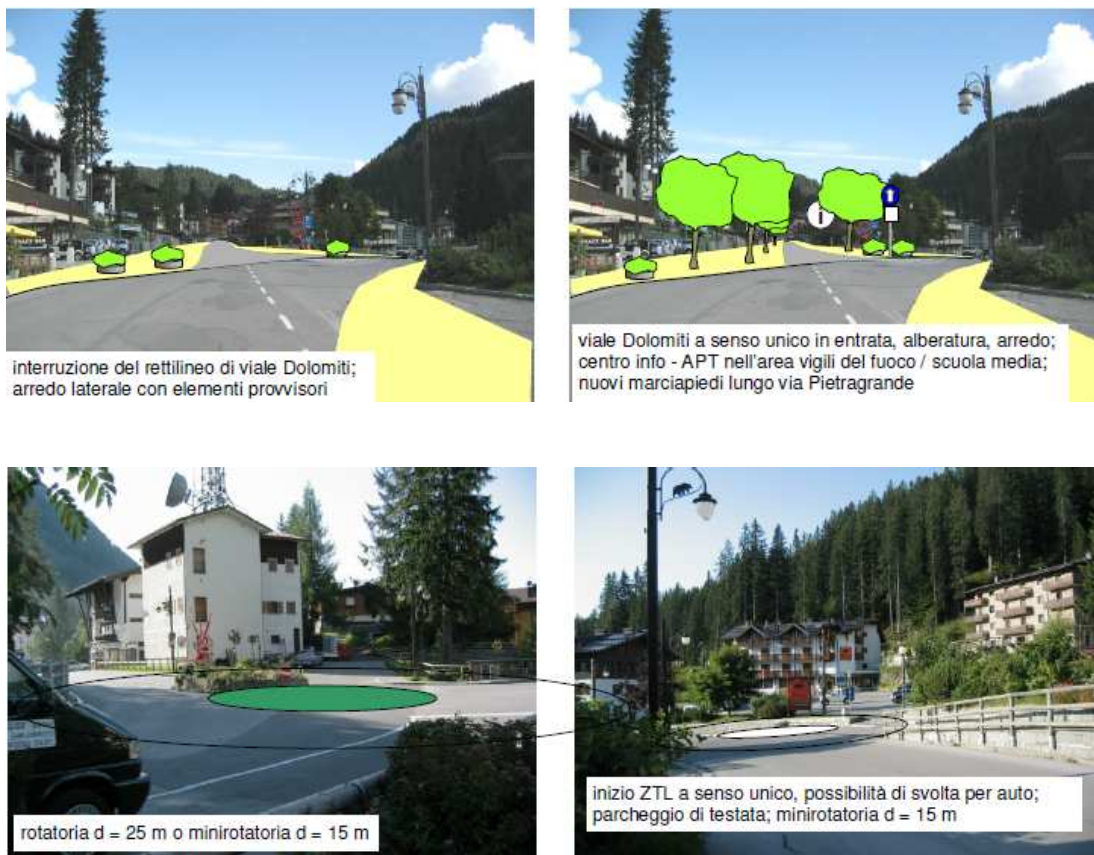 interruzione del rettilineo di viale Dolomiti;
arredo laterale con elementi provvisori
i
viale Dolomiti a senso unico in entrata, alberatura, arredo;
centro info - APT nell'area vigili del fuoco / scuola media;
nuovi marciapiedi lungo via Pietragrande
rotatoria d = 25 m o minirotatoria d = 15 m
inizio ZTL a senso unico, possibilità di svolta per auto;
parcheggio di testata; minirotatoria d = 15 m